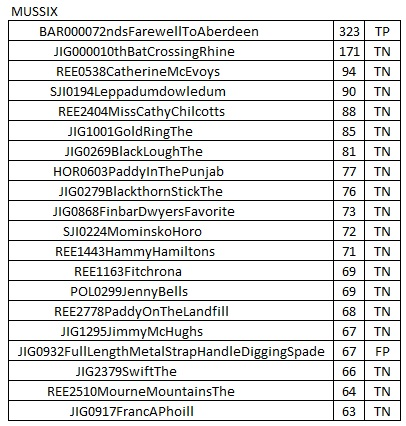 MUSSIX
BAR000072ndsFarewellToAberdeen 323 TP
JIG000010thBatCrossingRhine 171 TN
REE0538CatherineMcEvoys 94 TN
SJI0194Leppadumdowledum 90 TN
REE2404MissCathyChilcotts 88 TN
JIG1001GoldRingThe 85 TN
JIG0269BlackLoughThe 81 TN
HOR0603PaddyInThePunjab 77 TN
JIG0279BlackthornStickThe 76 TN
JIG0868FinbarDwyersFavorite 73 TN
SJI0224MominskoHoro 72 TN
REE1443HammyHamiltons 71 TN
REE1163Fitchrona 69 TN
POL0299JennyBells 69 TN
REE2778PaddyOnTheLandfill 68 TN
JIG1295JimmyMcHughs 67 TN
JIG0932FullLengthMetalStrapHandleDiggingSpade 67 FP
JIG2379SwiftThe 66 TN
REE2510MourneMountainsThe 64 TN
JIG0917FrancAPhoill 63 TN